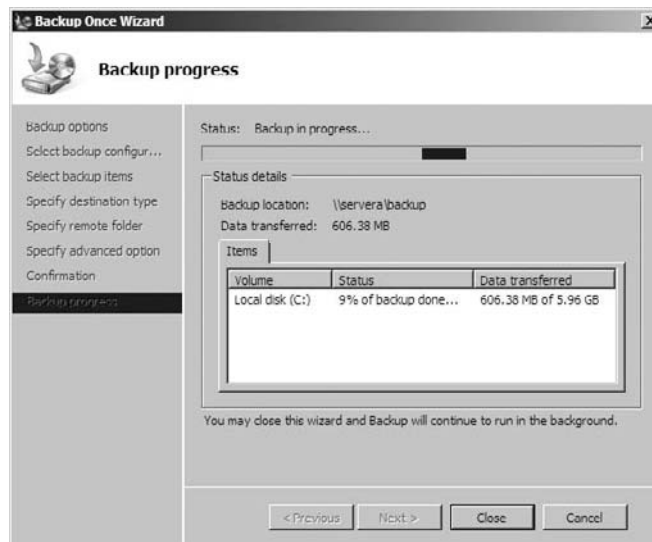 Backup Once Wizard
Backup progress
Backup options
Select backup configur...
Select backup items
Specify destination type
Specify remote folder
Specify advanced option
Confirmation
Backup progress
Status: Backup in progress...
Status details
Backup location: \\servera\backup
Data transferred: 606.38 MB
Items
Volume Status Data transferred
Local disk (C:) 9% of backup done... 606.38 MB of 5.96 GB
You may close this wizard and Backup will continue to run in the background.
< Previous Next > Close Cancel